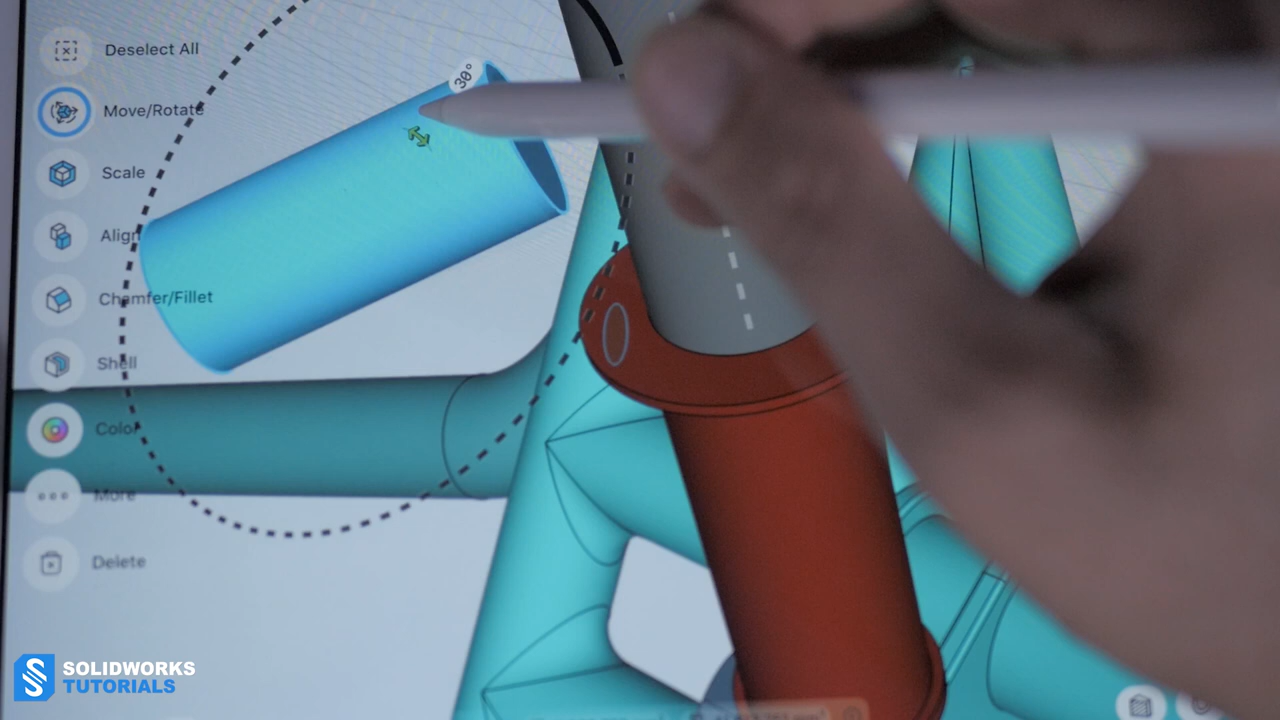 Deselect All
30°
Move/Rotate
Scale
Align
Chamfer/Fillet
Shell
Color
More
Delete
SOLIDWORKS
TUTORIALS